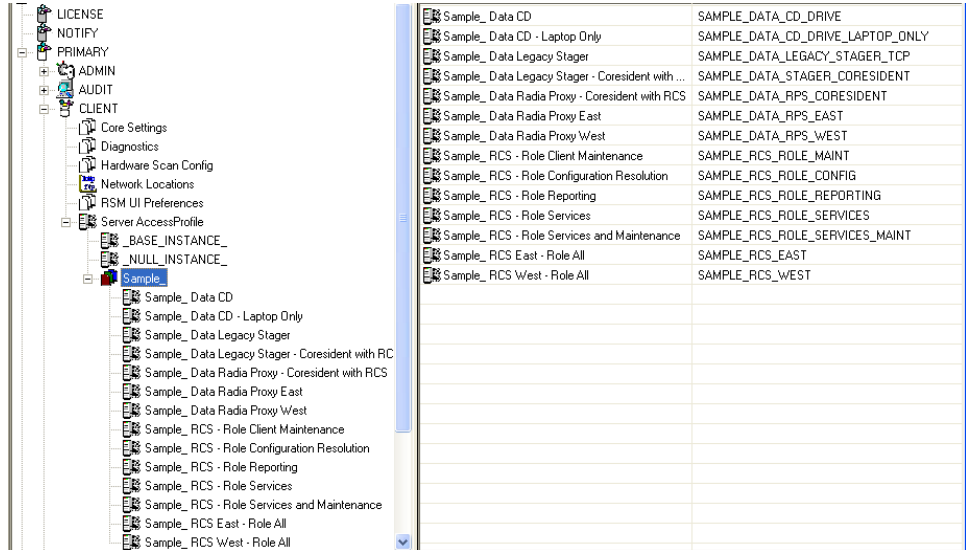 LICENSE
NOTIFY
PRIMARY
ADMIN
AUDIT
CLIENT
Core Settings
Diagnostics
Hardware Scan Config
Network Locations
RSM UI Preferences
Server AccessProfile
_BASE_INSTANCE_
_NULL_INSTANCE_
Sample_
Sample_ Data CD
Sample_ Data CD - Laptop Only
Sample_ Data Legacy Stager
Sample_ Data Legacy Stager - Coresident with RC
Sample_ Data Radia Proxy - Coresident with RCS
Sample_ Data Radia Proxy East
Sample_ Data Radia Proxy West
Sample_ RCS - Role Client Maintenance
Sample_ RCS - Role Configuration Resolution
Sample_ RCS - Role Reporting
Sample_ RCS - Role Services
Sample_ RCS - Role Services and Maintenance
Sample_ RCS East - Role All
Sample_ RCS West - Role All
Sample_ Data CD SAMPLE_DATA_CD_DRIVE
Sample_ Data CD - Laptop Only SAMPLE_DATA_CD_DRIVE_LAPTOP_ONLY
Sample_ Data Legacy Stager SAMPLE_DATA_LEGACY_STAGER_TCP
Sample_ Data Legacy Stager - Coresident with ... SAMPLE_DATA_STAGER_CORESIDENT
Sample_ Data Radia Proxy - Coresident with RCS SAMPLE_DATA_RPS_CORESIDENT
Sample_ Data Radia Proxy East SAMPLE_DATA_RPS_EAST
Sample_ Data Radia Proxy West SAMPLE_DATA_RPS_WEST
Sample_ RCS - Role Client Maintenance SAMPLE_RCS_ROLE_MAINT
Sample_ RCS - Role Configuration Resolution SAMPLE_RCS_ROLE_CONFIG
Sample_ RCS - Role Reporting SAMPLE_RCS_ROLE_REPORTING
Sample_ RCS - Role Services SAMPLE_RCS_ROLE_SERVICES
Sample_ RCS - Role Services and Maintenance SAMPLE_RCS_ROLE_SERVICES_MAINT
Sample_ RCS East - Role All SAMPLE_RCS_EAST
Sample_ RCS West - Role All SAMPLE_RCS_WEST